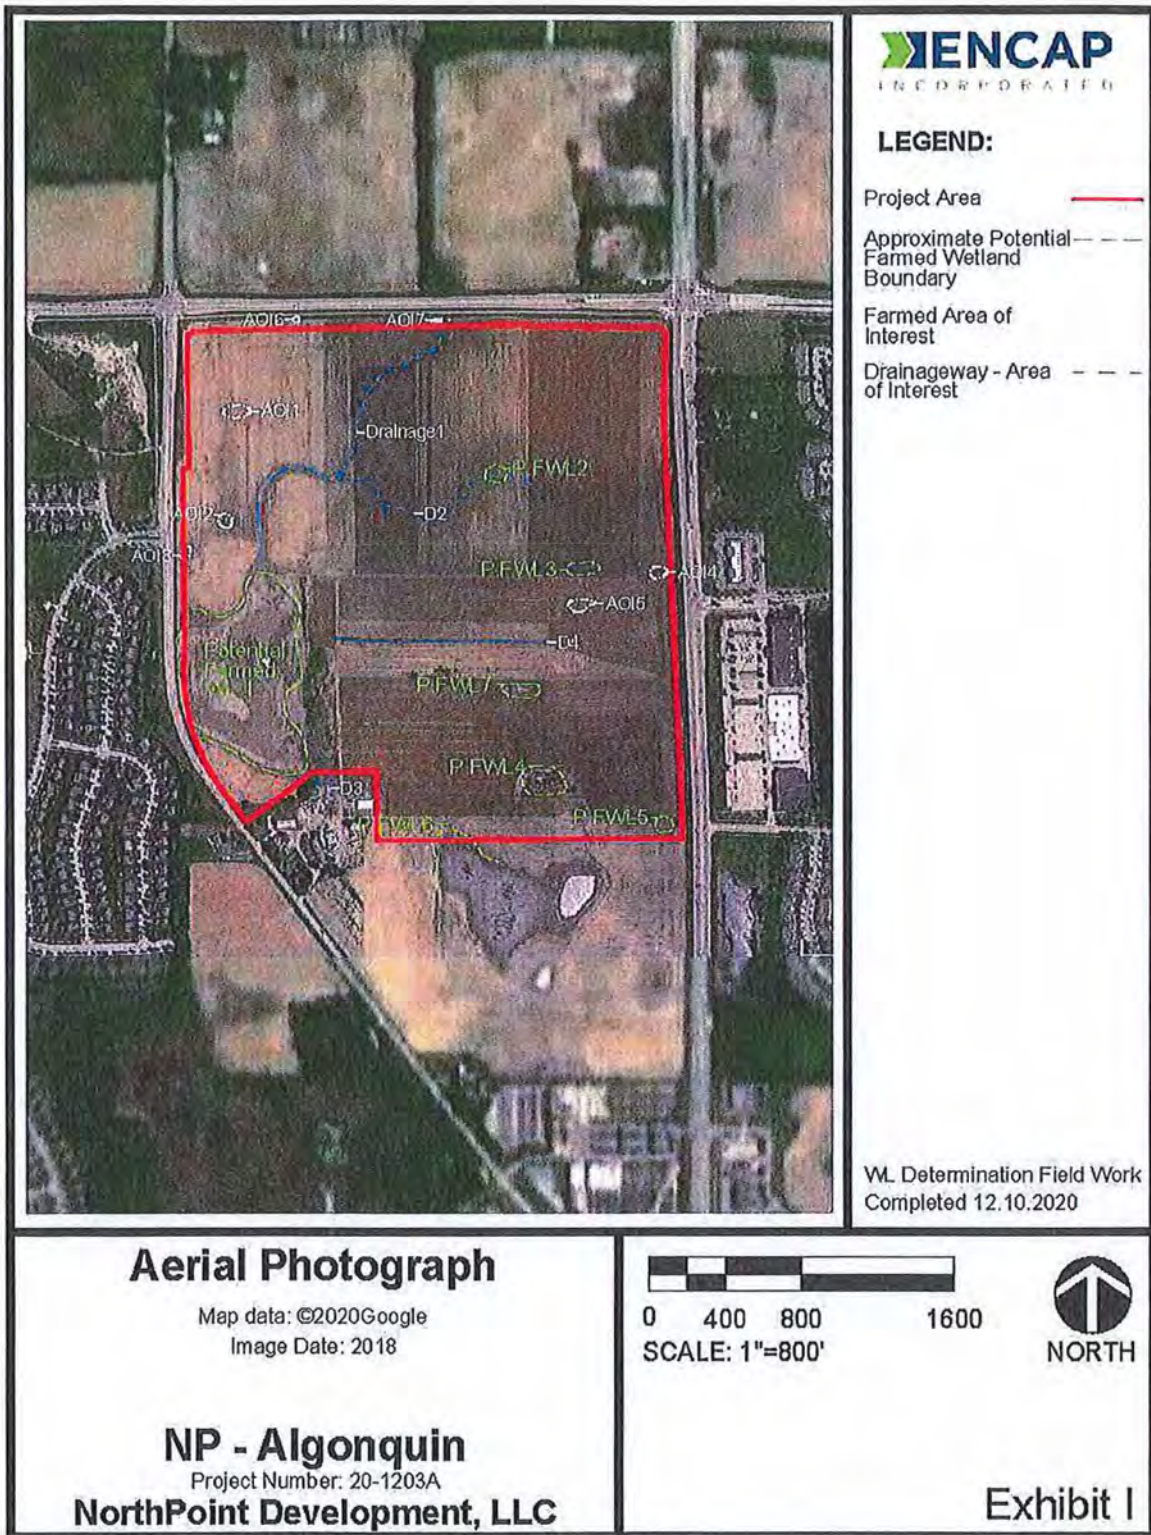 ENCAP
INCORPORATED
LEGEND:
Project Area
Approximate Potential
Farmed Wetland
Boundary
Farmed Area of
Interest
Drainageway - Area
of Interest
AOI6
AOI7
AOI1
Drainage1
P.FWL2
AOI2
D2
AOI3
P.FWL3
AOI4
AOI5
D4
Potential
Farmed
P.FWL7
P.FWL4
D3
P.FWL6
P.FWL5
WL Determination Field Work
Completed 12.10.2020
Aerial Photograph
Map data: ©2020Google
Image Date: 2018
NP - Algonquin
Project Number: 20-1203A
NorthPoint Development, LLC
0 400 800 1600
SCALE: 1"=800'
NORTH
Exhibit I